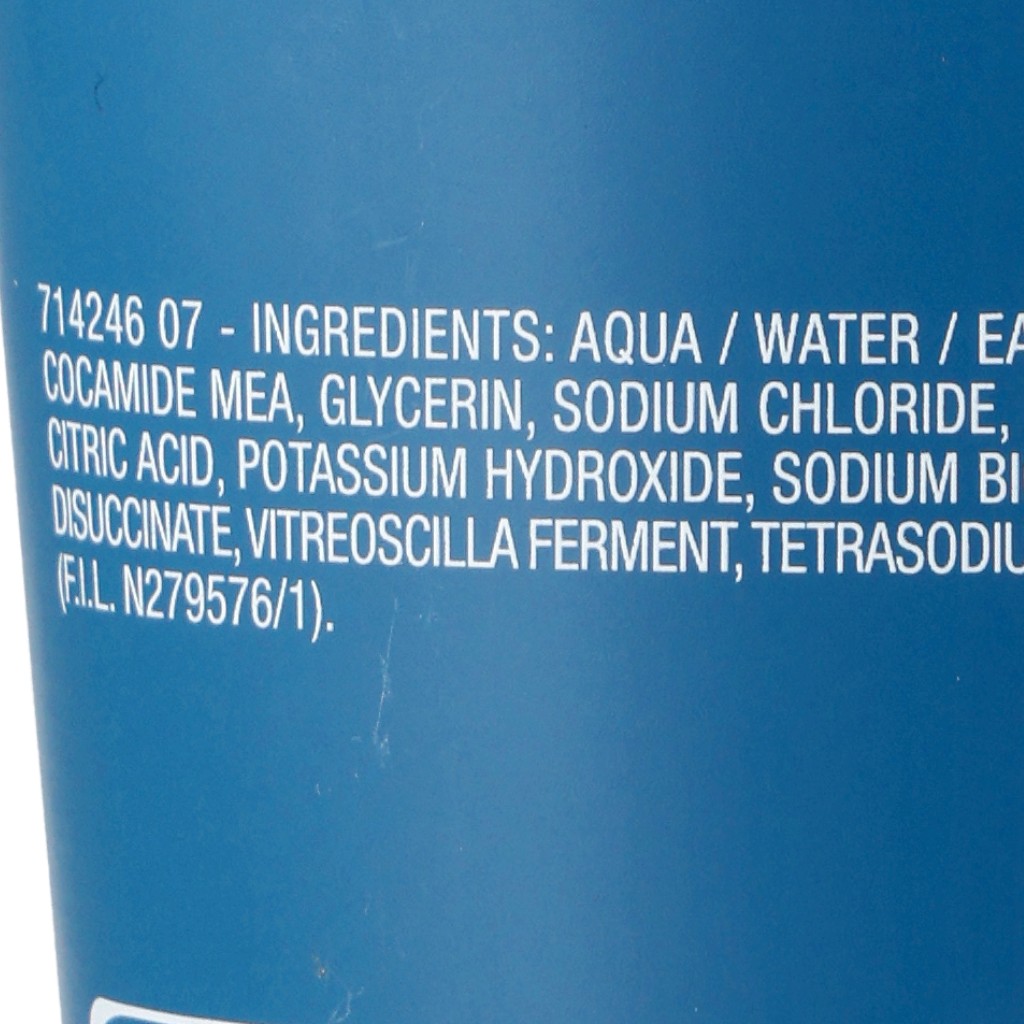 714246 07 - INGREDIENTS: AQUA / WATER / EA
COCAMIDE MEA, GLYCERIN, SODIUM CHLORIDE,
CITRIC ACID, POTASSIUM HYDROXIDE, SODIUM BI
DISUCCINATE, VITREOSCILLA FERMENT, TETRASODIU
(F.I.L. N279576/1).